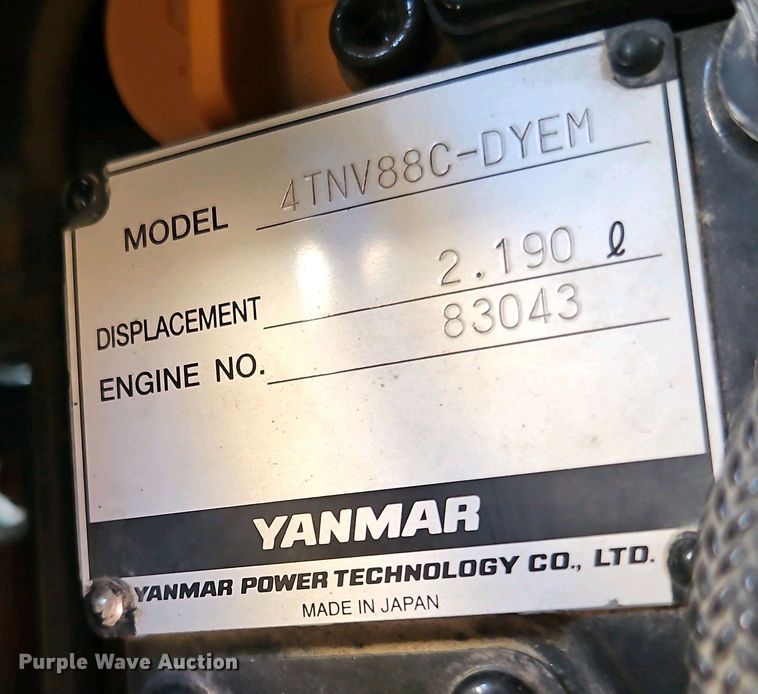 MODEL 4TNV88C-DYEM
DISPLACEMENT 2.190 ℓ
ENGINE NO. 83043
YANMAR
YANMAR POWER TECHNOLOGY CO., LTD.
MADE IN JAPAN
Purple Wave Auction